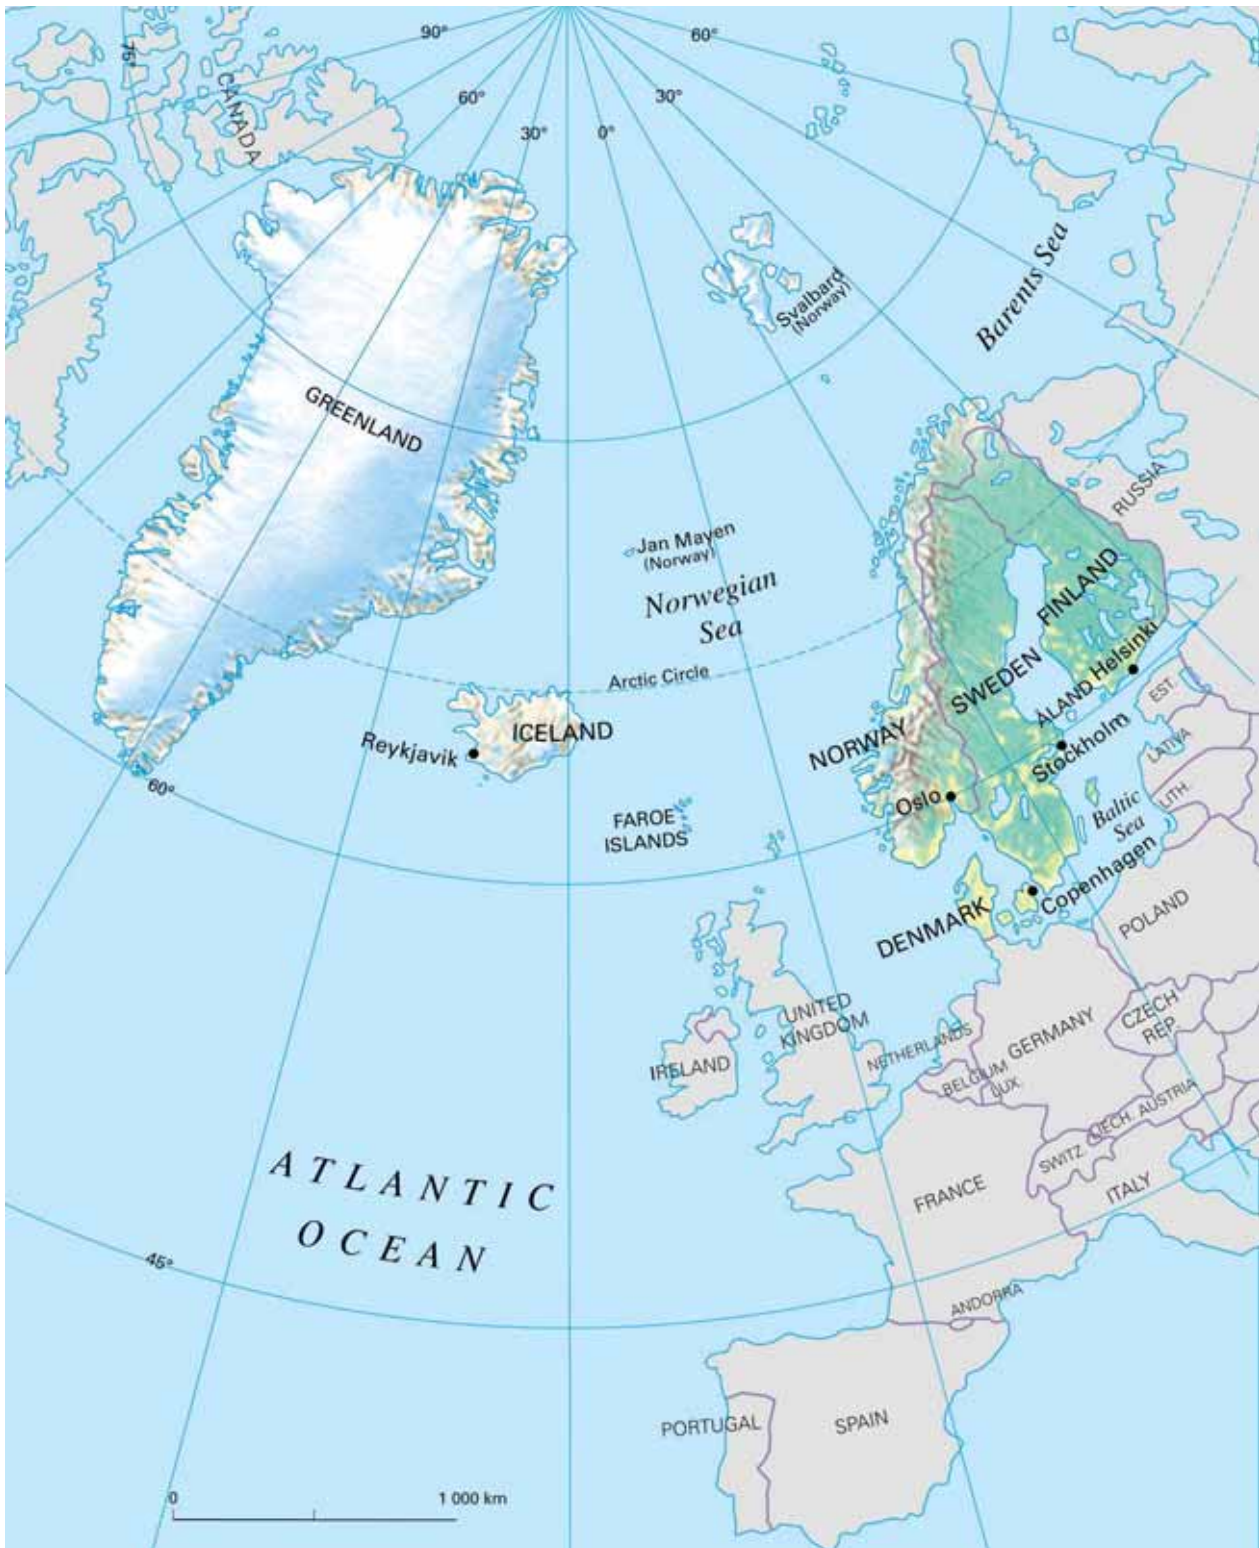 90°
60°
75°
60°
30°
30°
0°
CANADA
Svalbard
(Norway)
Barents Sea
GREENLAND
RUSSIA
Jan Mayen
(Norway)
Norwegian
Sea
FINLAND
Helsinki
SWEDEN
ÅLAND
Arctic Circle
EST.
ICELAND
Reykjavik
NORWAY
Stockholm
LATIVA
60°
Oslo
LITH.
Baltic
Sea
FAROE
ISLANDS
Copenhagen
DENMARK
POLAND
UNITED
KINGDOM
CZECH
REP.
GERMANY
NETHERLANDS
IRELAND
BELGIUM
LUX.
LIECH.
AUSTRIA
SWITZ.
ATLANTIC
OCEAN
FRANCE
ITALY
45°
ANDORRA
PORTUGAL
SPAIN
0
1 000 km